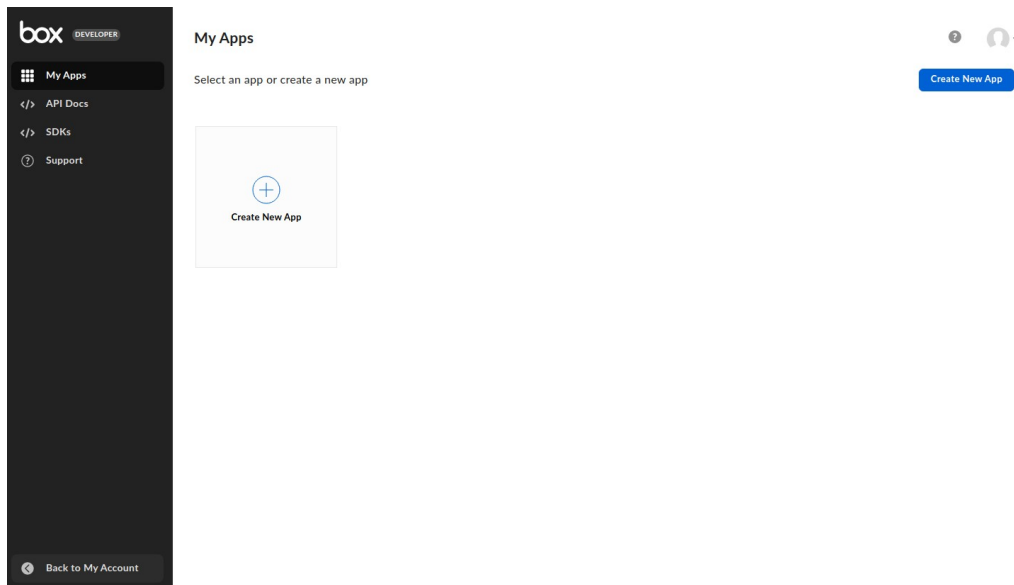 box DEVELOPER
My Apps
API Docs
SDKs
Support
Back to My Account
My Apps
?
Select an app or create a new app
Create New App
Create New App